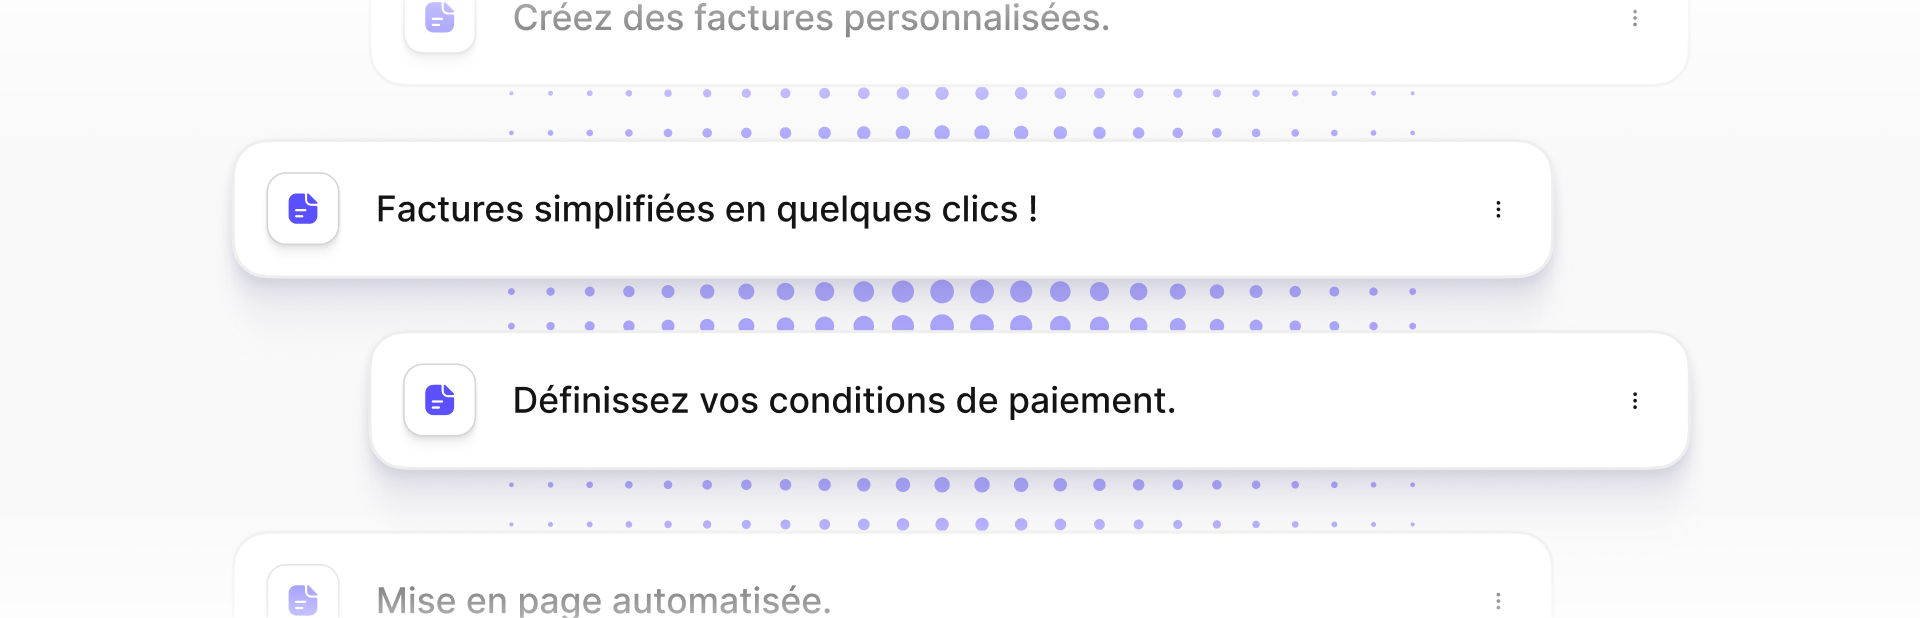 Créez des factures personnalisées.
Factures simplifiées en quelques clics !
Définissez vos conditions de paiement.
Mise en page automatisée.